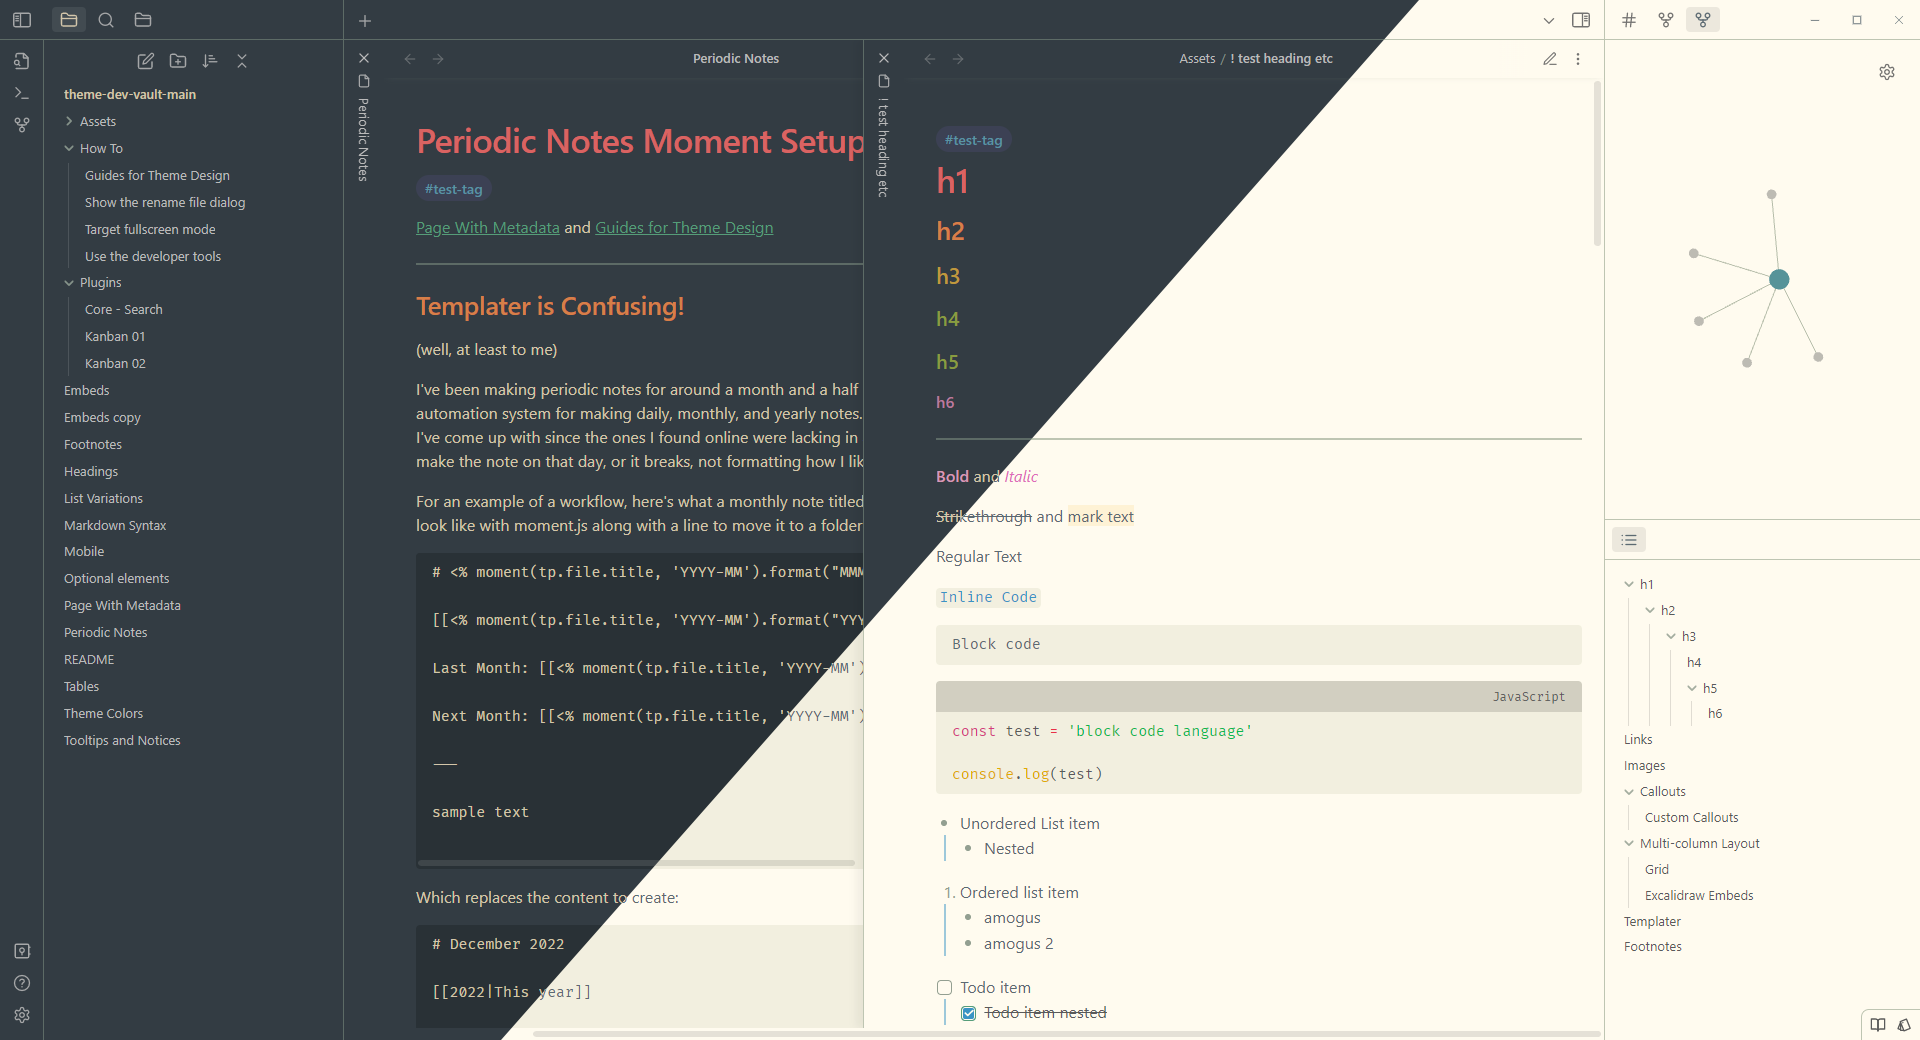 theme-dev-vault-main
Assets
How To
Guides for Theme Design
Show the rename file dialog
Target fullscreen mode
Use the developer tools
Plugins
Core - Search
Kanban 01
Kanban 02
Embeds
Embeds copy
Footnotes
Headings
List Variations
Markdown Syntax
Mobile
Optional elements
Page With Metadata
Periodic Notes
README
Tables
Theme Colors
Tooltips and Notices
Periodic Notes
Periodic Notes
Periodic Notes Moment Setup
#test-tag
Page With Metadata and Guides for Theme Design
Templater is Confusing!
(well, at least to me)
I've been making periodic notes for around a month and a half
automation system for making daily, monthly, and yearly notes.
I've come up with since the ones I found online were lacking in
make the note on that day, or it breaks, not formatting how I lik
For an example of a workflow, here's what a monthly note titled
look like with moment.js along with a line to move it to a folder
# <% moment(tp.file.title, 'YYYY-MM').format("MMM
[[<% moment(tp.file.title, 'YYYY-MM').format("YYY
Last Month: [[<% moment(tp.file.title, 'YYYY-MM')
Next Month: [[<% moment(tp.file.title, 'YYYY-MM')
---
sample text
Which replaces the content to create:
# December 2022
[[2022|This year]]
! test heading etc
Assets / ! test heading etc
#test-tag
h1
h2
h3
h4
h5
h6
Bold and Italic
Strikethrough and mark text
Regular Text
Inline Code
Block code
JavaScript
const test = 'block code language'
console.log(test)
Unordered List item
Nested
1. Ordered list item
amogus
amogus 2
Todo item
Todo item nested
h1
h2
h3
h4
h5
h6
Links
Images
Callouts
Custom Callouts
Multi-column Layout
Grid
Excalidraw Embeds
Templater
Footnotes